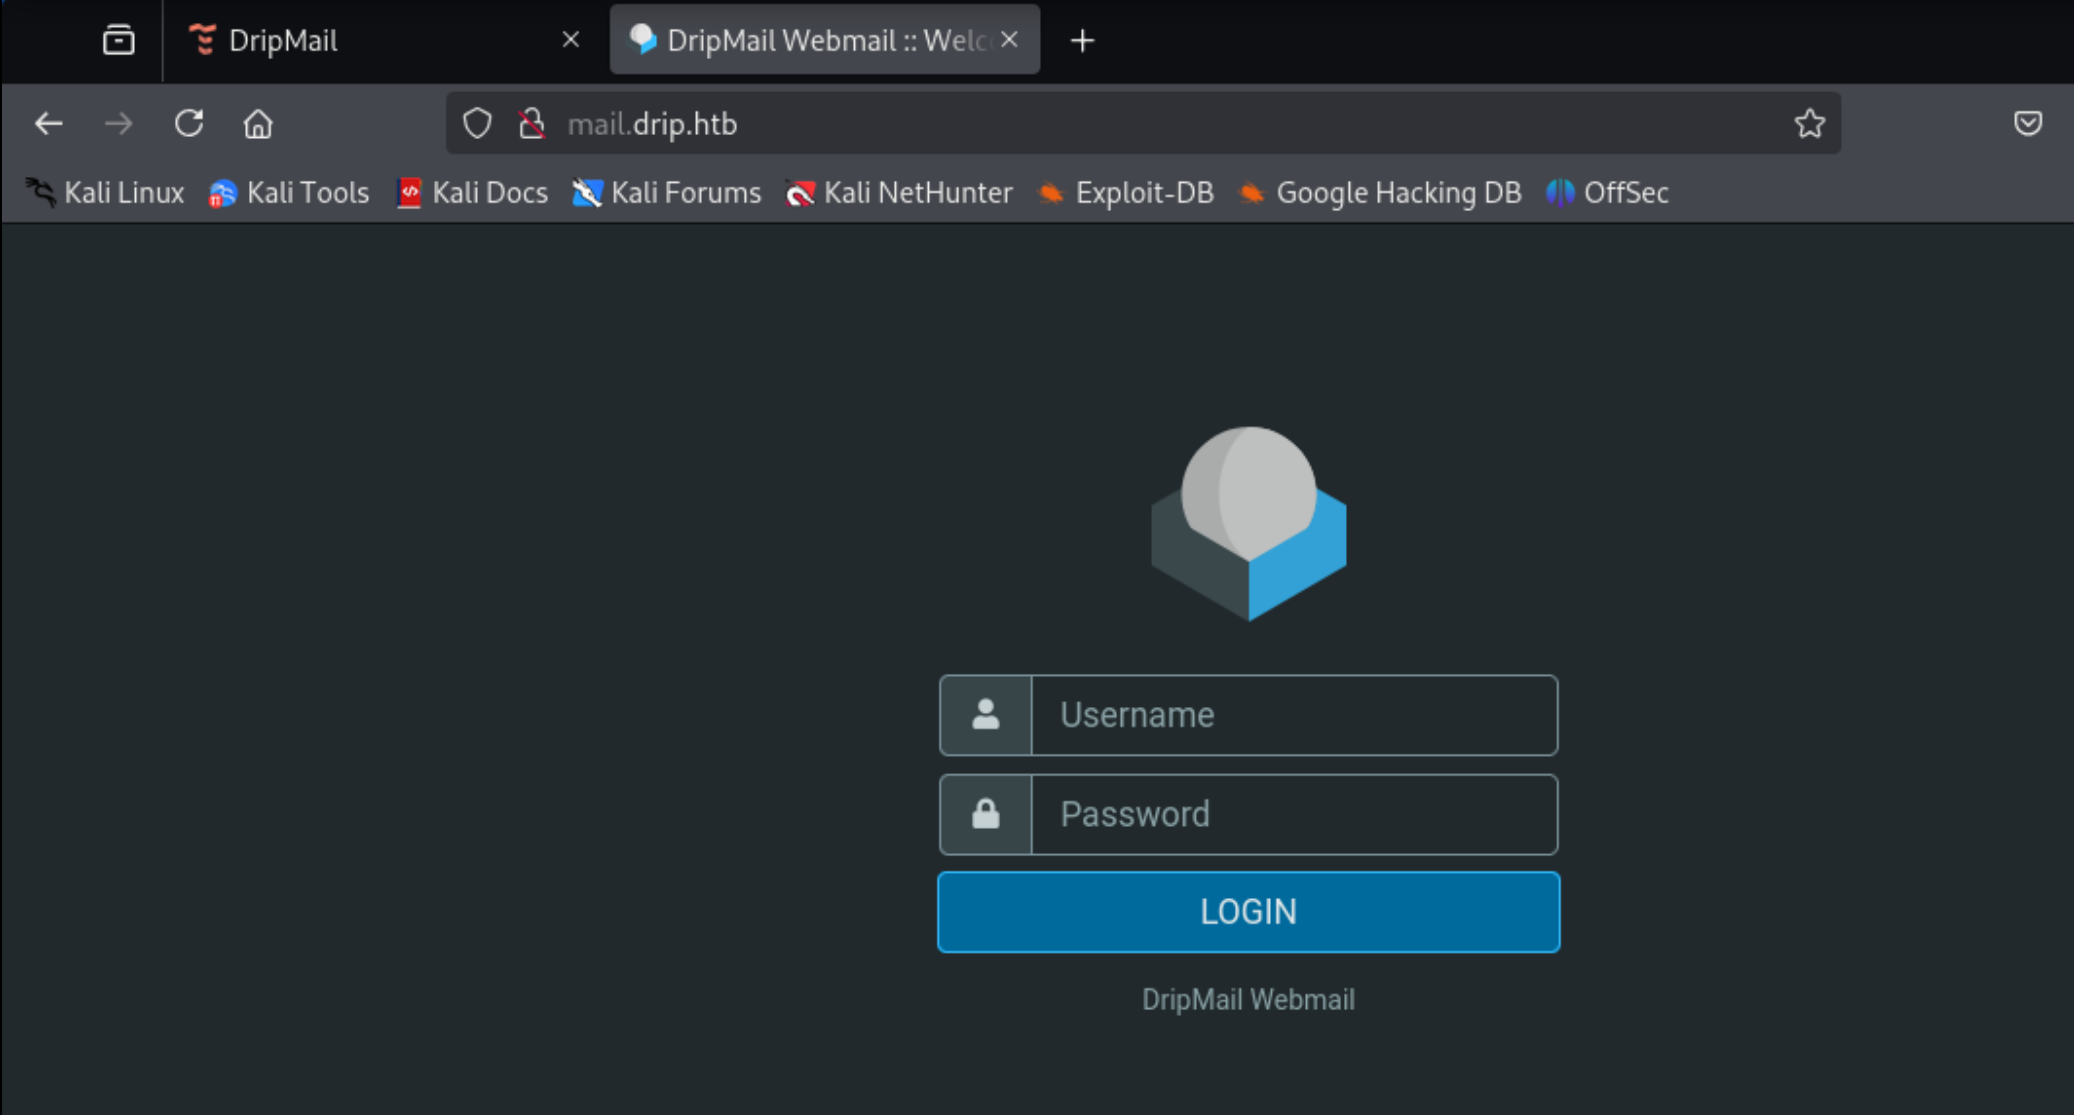 DripMail DripMail Webmail :: Welc
mail.drip.htb
Kali Linux Kali Tools Kali Docs Kali Forums Kali NetHunter Exploit-DB Google Hacking DB OffSec
Username
Password
LOGIN
DripMail Webmail